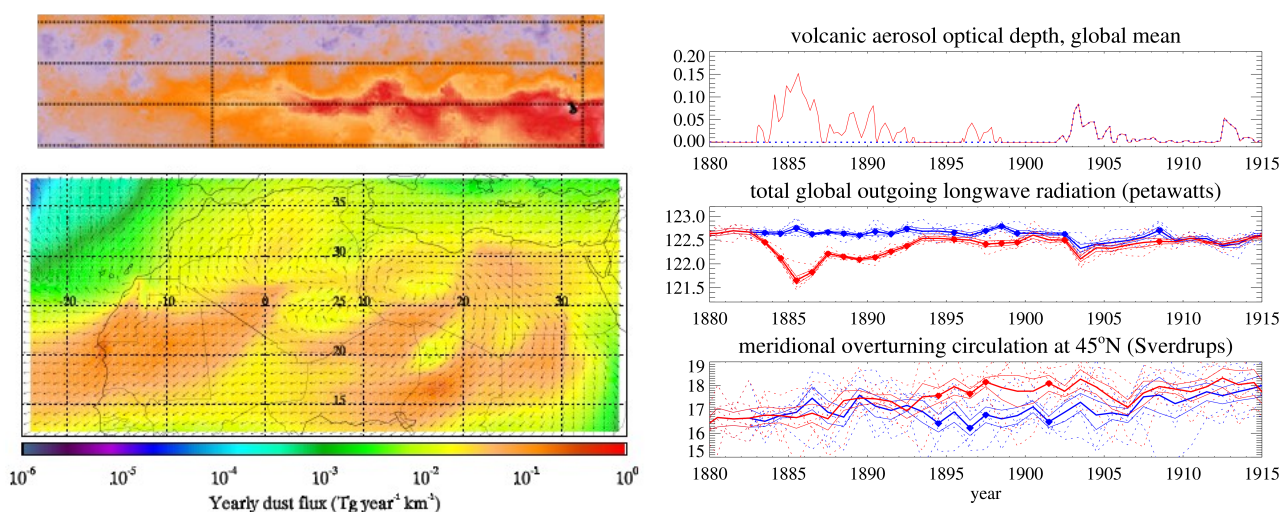 35
30
-20 -10 0 25 10 20 30
20
15
10⁻⁶ 10⁻⁵ 10⁻⁴ 10⁻³ 10⁻² 10⁻¹ 10⁰
Yearly dust flux (Tg year⁻¹ km⁻¹)
volcanic aerosol optical depth, global mean
0.20
0.15
0.10
0.05
0.00
1880 1885 1890 1895 1900 1905 1910 1915
total global outgoing longwave radiation (petawatts)
123.0
122.5
122.0
121.5
1880 1885 1890 1895 1900 1905 1910 1915
meridional overturning circulation at 45°N (Sverdrups)
19
18
17
16
15
1880 1885 1890 1895 1900 1905 1910 1915
year